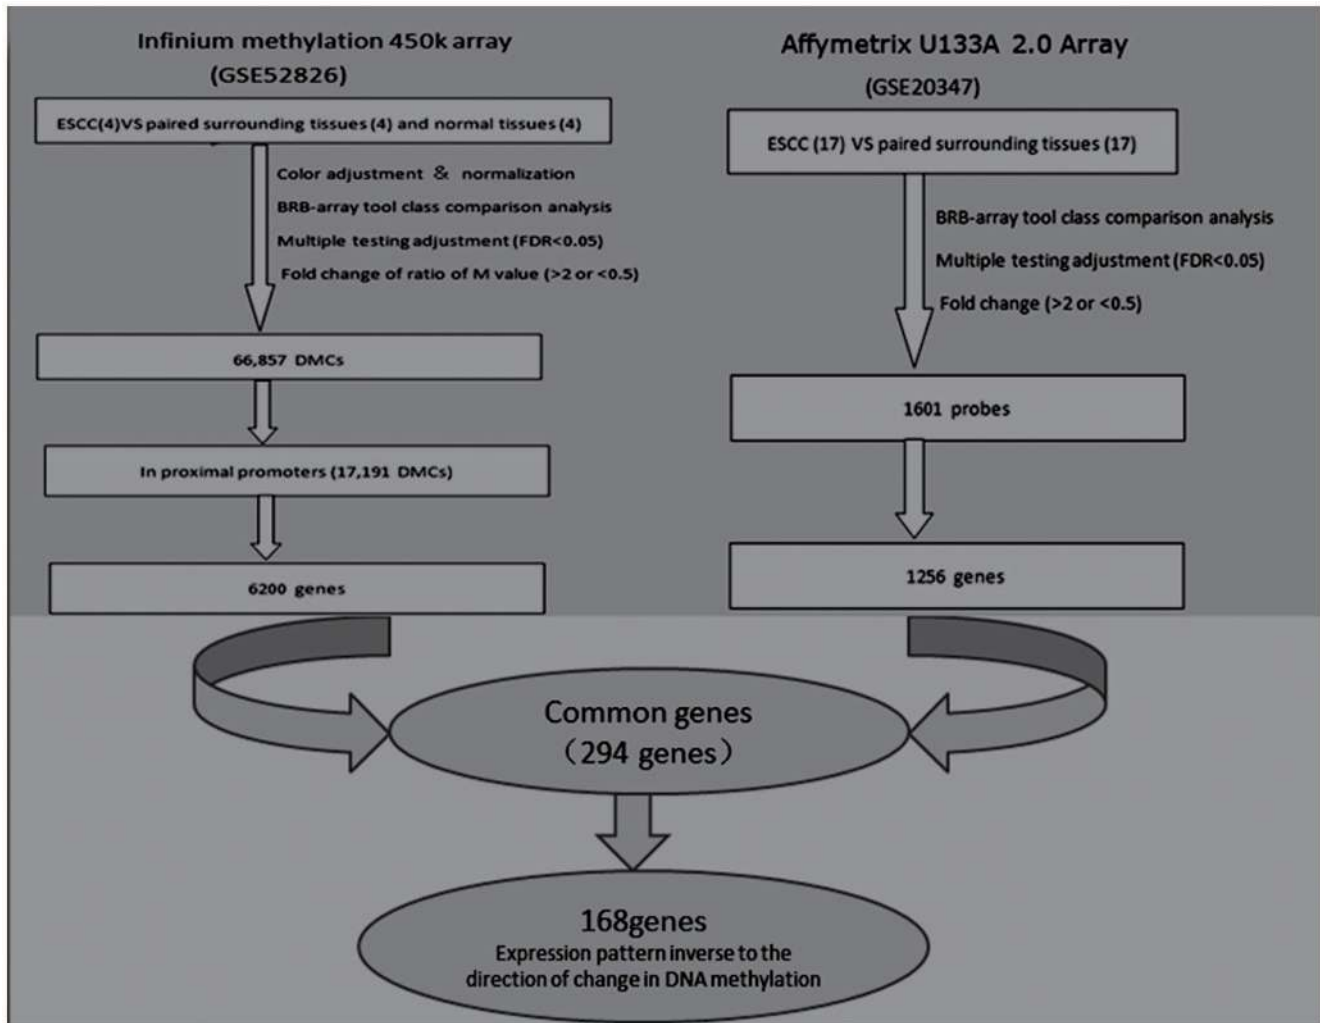 Infinium methylation 450k array
(GSE52826)
ESCC(4)VS paired surrounding tissues (4) and normal tissues (4)
Color adjustment & normalization
BRB-array tool class comparison analysis
Multiple testing adjustment (FDR<0.05)
Fold change of ratio of M value (>2 or <0.5)
66,857 DMCs
In proximal promoters (17,191 DMCs)
6200 genes
Affymetrix U133A 2.0 Array
(GSE20347)
ESCC (17) VS paired surrounding tissues (17)
BRB-array tool class comparison analysis
Multiple testing adjustment (FDR<0.05)
Fold change (>2 or <0.5)
1601 probes
1256 genes
Common genes
（294 genes）
168genes
Expression pattern inverse to the
direction of change in DNA methylation